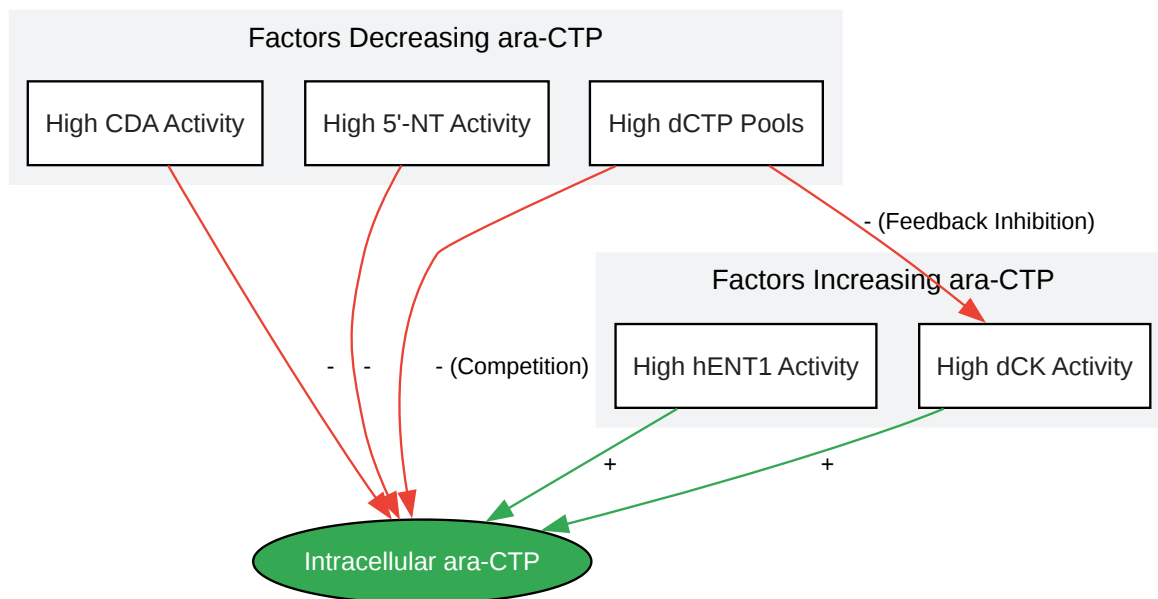 Factors Decreasing ara-CTP
High CDA Activity
High 5'-NT Activity
High dCTP Pools
- (Feedback Inhibition)
Factors Increasing ara-CTP
High hENT1 Activity
High dCK Activity
-
-
- (Competition)
+
+
Intracellular ara-CTP